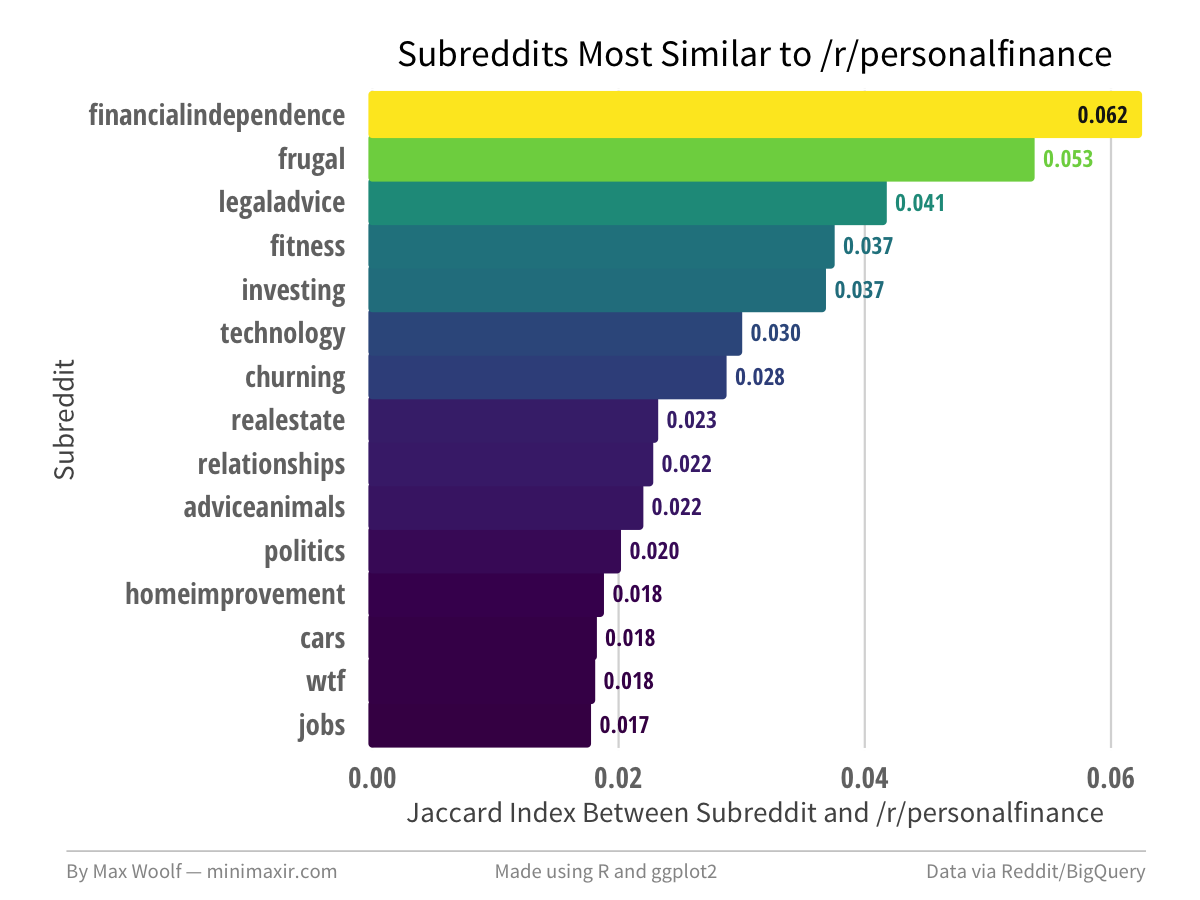 Subreddits Most Similar to /r/personalfinance
financialindependence 0.062
frugal 0.053
legaladvice 0.041
fitness 0.037
investing 0.037
technology 0.030
churning 0.028
realestate 0.023
relationships 0.022
adviceanimals 0.022
politics 0.020
homeimprovement 0.018
cars 0.018
wtf 0.018
jobs 0.017
Subreddit
0.00 0.02 0.04 0.06
Jaccard Index Between Subreddit and /r/personalfinance
By Max Woolf — minimaxir.com Made using R and ggplot2 Data via Reddit/BigQuery